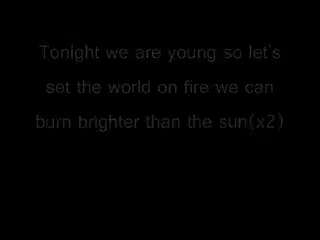 Tonight we are young so let's
set the world on fire we can
burn brighter than the sun(x2)